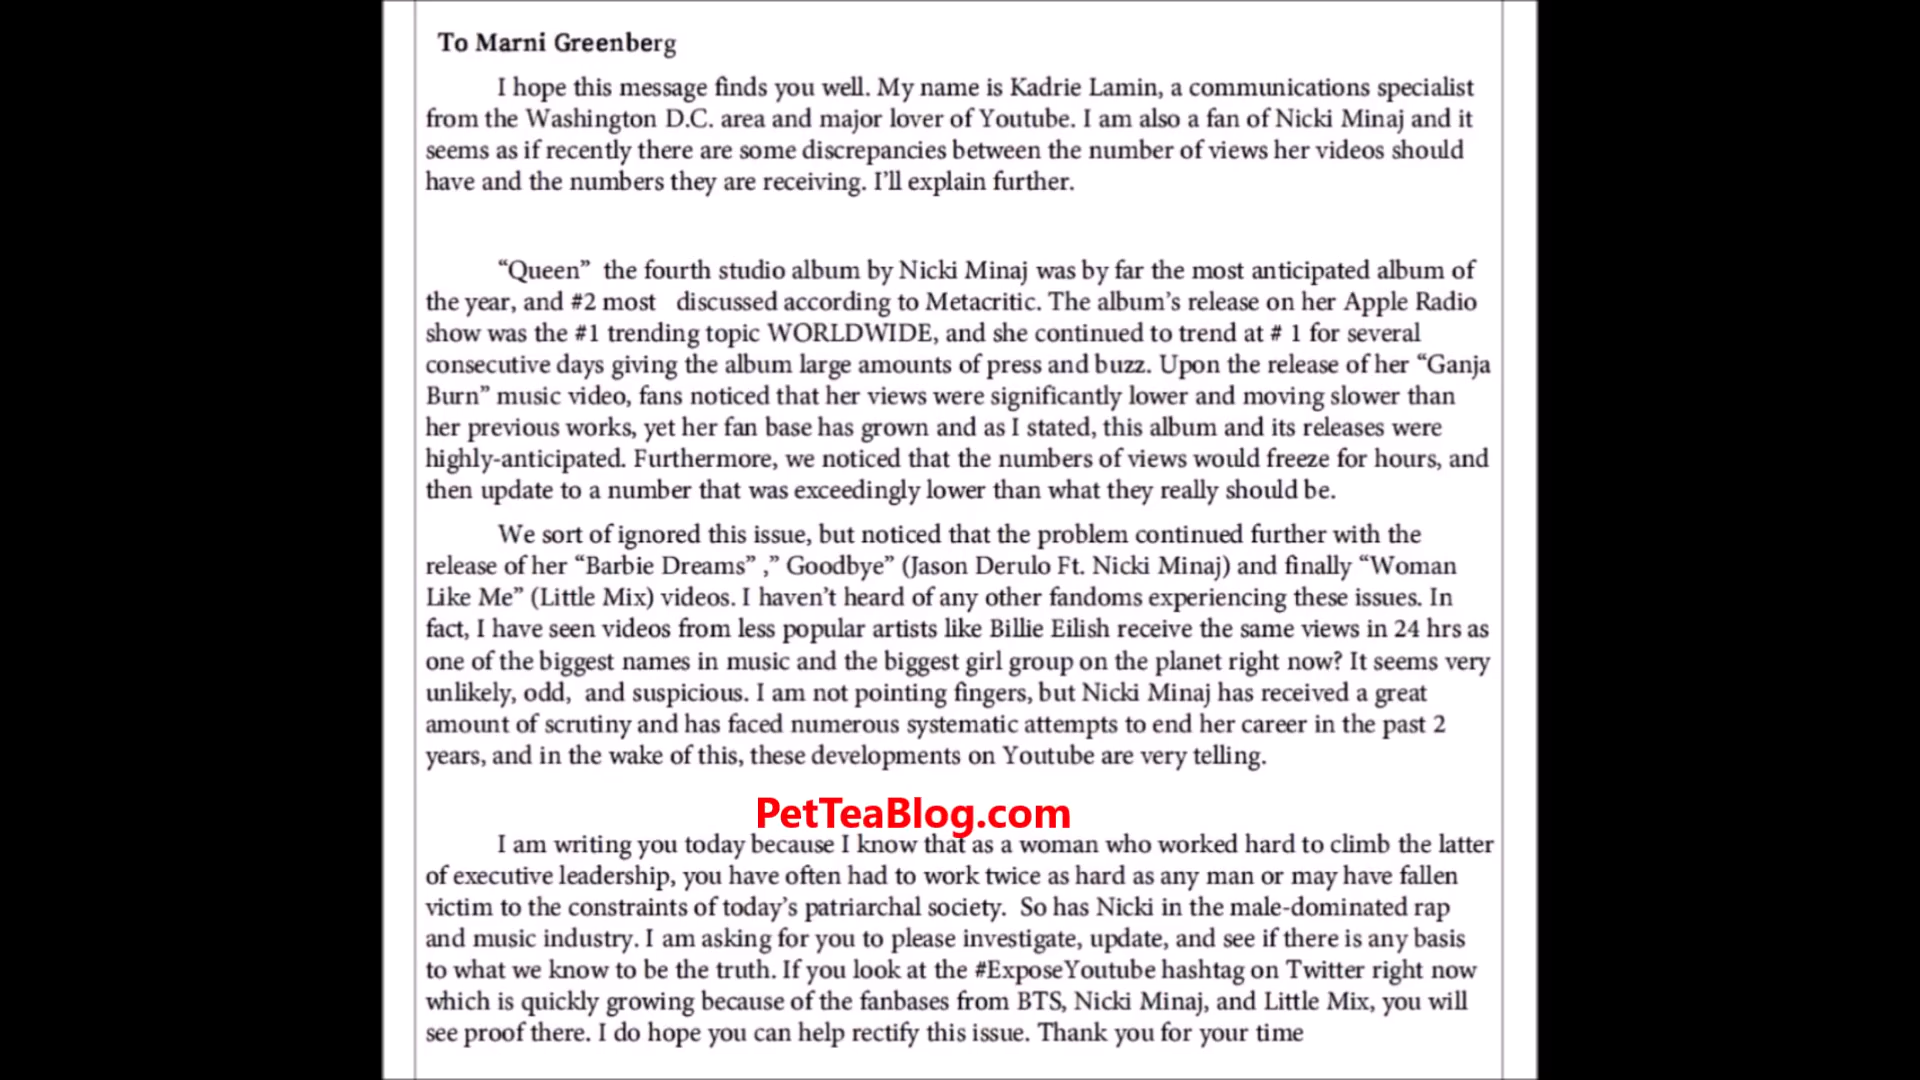 To Marni Greenberg
I hope this message finds you well. My name is Kadrie Lamin, a communications specialist
from the Washington D.C. area and major lover of Youtube. I am also a fan of Nicki Minaj and it
seems as if recently there are some discrepancies between the number of views her videos should
have and the numbers they are receiving. I’ll explain further.
“Queen”  the fourth studio album by Nicki Minaj was by far the most anticipated album of
the year, and #2 most   discussed according to Metacritic. The album’s release on her Apple Radio
show was the #1 trending topic WORLDWIDE, and she continued to trend at # 1 for several
consecutive days giving the album large amounts of press and buzz. Upon the release of her “Ganja
Burn” music video, fans noticed that her views were significantly lower and moving slower than
her previous works, yet her fan base has grown and as I stated, this album and its releases were
highly-anticipated. Furthermore, we noticed that the numbers of views would freeze for hours, and
then update to a number that was exceedingly lower than what they really should be.
We sort of ignored this issue, but noticed that the problem continued further with the
release of her “Barbie Dreams” ,” Goodbye” (Jason Derulo Ft. Nicki Minaj) and finally “Woman
Like Me” (Little Mix) videos. I haven’t heard of any other fandoms experiencing these issues. In
fact, I have seen videos from less popular artists like Billie Eilish receive the same views in 24 hrs as
one of the biggest names in music and the biggest girl group on the planet right now? It seems very
unlikely, odd,  and suspicious. I am not pointing fingers, but Nicki Minaj has received a great
amount of scrutiny and has faced numerous systematic attempts to end her career in the past 2
years, and in the wake of this, these developments on Youtube are very telling.
PetTeaBlog.com
I am writing you today because I know that as a woman who worked hard to climb the latter
of executive leadership, you have often had to work twice as hard as any man or may have fallen
victim to the constraints of today’s patriarchal society.  So has Nicki in the male-dominated rap
and music industry. I am asking for you to please investigate, update, and see if there is any basis
to what we know to be the truth. If you look at the #ExposeYoutube hashtag on Twitter right now
which is quickly growing because of the fanbases from BTS, Nicki Minaj, and Little Mix, you will
see proof there. I do hope you can help rectify this issue. Thank you for your time